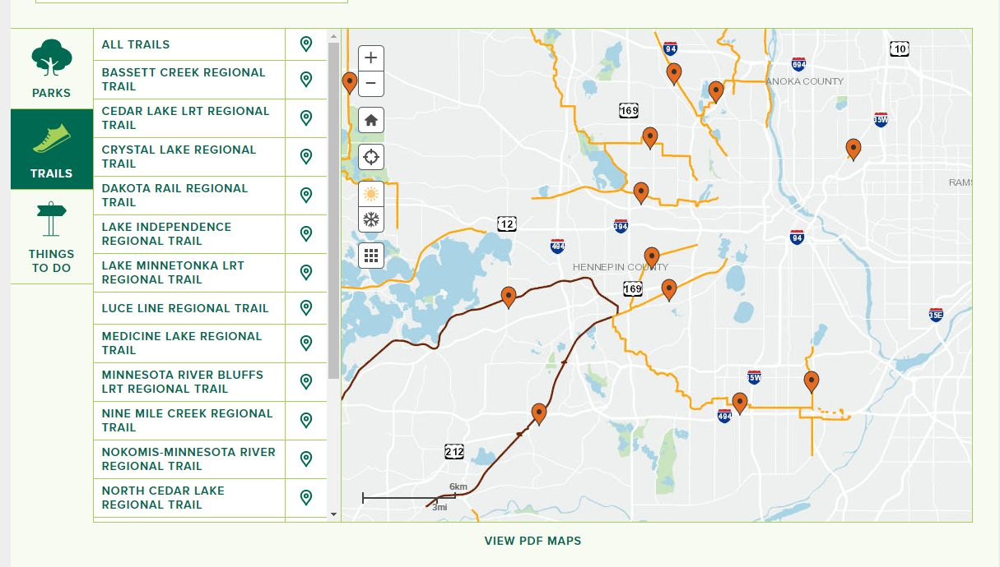 PARKS
TRAILS
THINGS
TO DO
ALL TRAILS
BASSETT CREEK REGIONAL
TRAIL
CEDAR LAKE LRT REGIONAL
TRAIL
CRYSTAL LAKE REGIONAL
TRAIL
DAKOTA RAIL REGIONAL
TRAIL
LAKE INDEPENDENCE
REGIONAL TRAIL
LAKE MINNETONKA LRT
REGIONAL TRAIL
LUCE LINE REGIONAL TRAIL
MEDICINE LAKE REGIONAL
TRAIL
MINNESOTA RIVER BLUFFS
LRT REGIONAL TRAIL
NINE MILE CREEK REGIONAL
TRAIL
NOKOMIS-MINNESOTA RIVER
REGIONAL TRAIL
NORTH CEDAR LAKE
REGIONAL TRAIL
+
−
94
10
694
ANOKA COUNTY
169
35W
RAMS
12
394
494
94
HENNEPIN COUNTY
169
35E
35W
494
212
6km
3mi
VIEW PDF MAPS